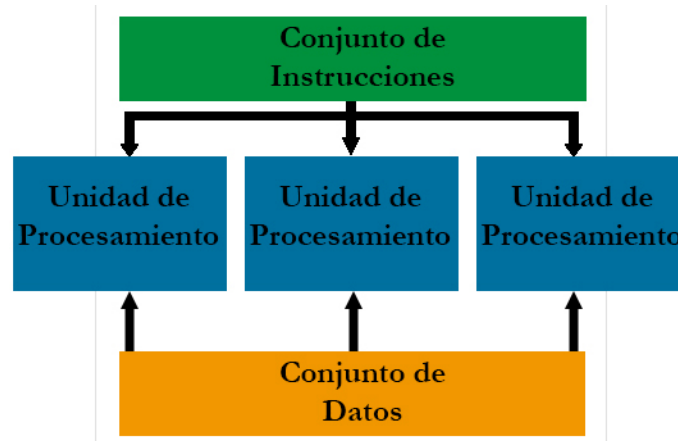 Conjunto de
Instrucciones
Unidad de
Procesamiento
Unidad de
Procesamiento
Unidad de
Procesamiento
Conjunto de
Datos